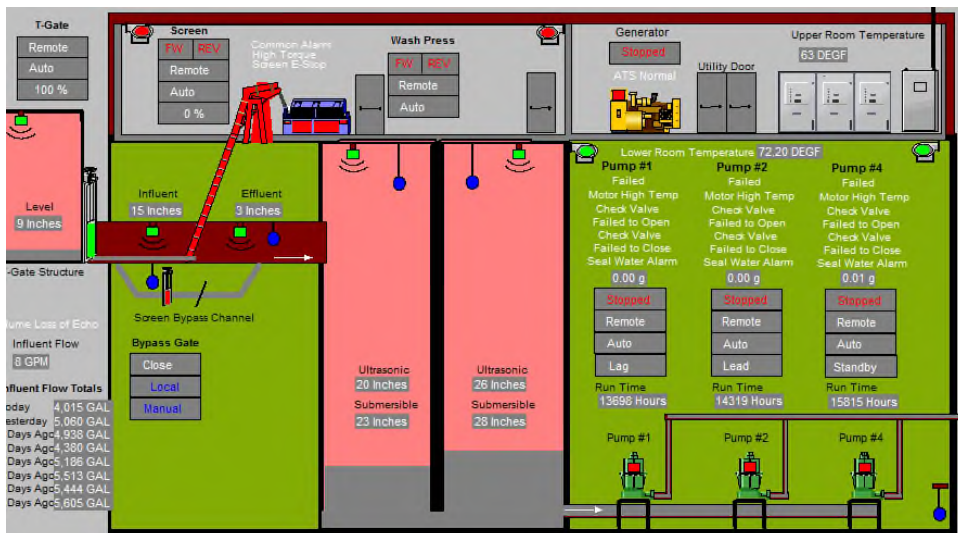 T-Gate
Remote
Auto
100 %
Level
9 Inches
-Gate Structure
ume Loss of Echo
Influent Flow
8 GPM
nfluent Flow Totals
oday 4,015 GAL
esterday 5,060 GAL
Days Ago 4,938 GAL
Days Ago 4,380 GAL
Days Ago 5,186 GAL
Days Ago 5,513 GAL
Days Ago 5,444 GAL
Days Ago 5,605 GAL
Screen
FW REV
Remote
Auto
0 %
Common Alarm
High Torque
Screen E-Stop
Wash Press
FW REV
Remote
Auto
Generator
Stopped
ATS Normal
Utility Door
Upper Room Temperature
63 DEGF
Influent
15 Inches
Effluent
3 Inches
Screen Bypass Channel
Bypass Gate
Close
Local
Manual
Ultrasonic
20 Inches
Submersible
23 Inches
Ultrasonic
26 Inches
Submersible
28 Inches
Lower Room Temperature 72.20 DEGF
Pump #1
Failed
Motor High Temp
Check Valve
Failed to Open
Check Valve
Failed to Close
Seal Water Alarm
0.00 g
Stopped
Remote
Auto
Lag
Run Time
13698 Hours
Pump #1
Pump #2
Failed
Motor High Temp
Check Valve
Failed to Open
Check Valve
Failed to Close
Seal Water Alarm
0.00 g
Stopped
Remote
Auto
Lead
Run Time
14319 Hours
Pump #2
Pump #4
Failed
Motor High Temp
Check Valve
Failed to Open
Check Valve
Failed to Close
Seal Water Alarm
0.01 g
Stopped
Remote
Auto
Standby
Run Time
15815 Hours
Pump #4